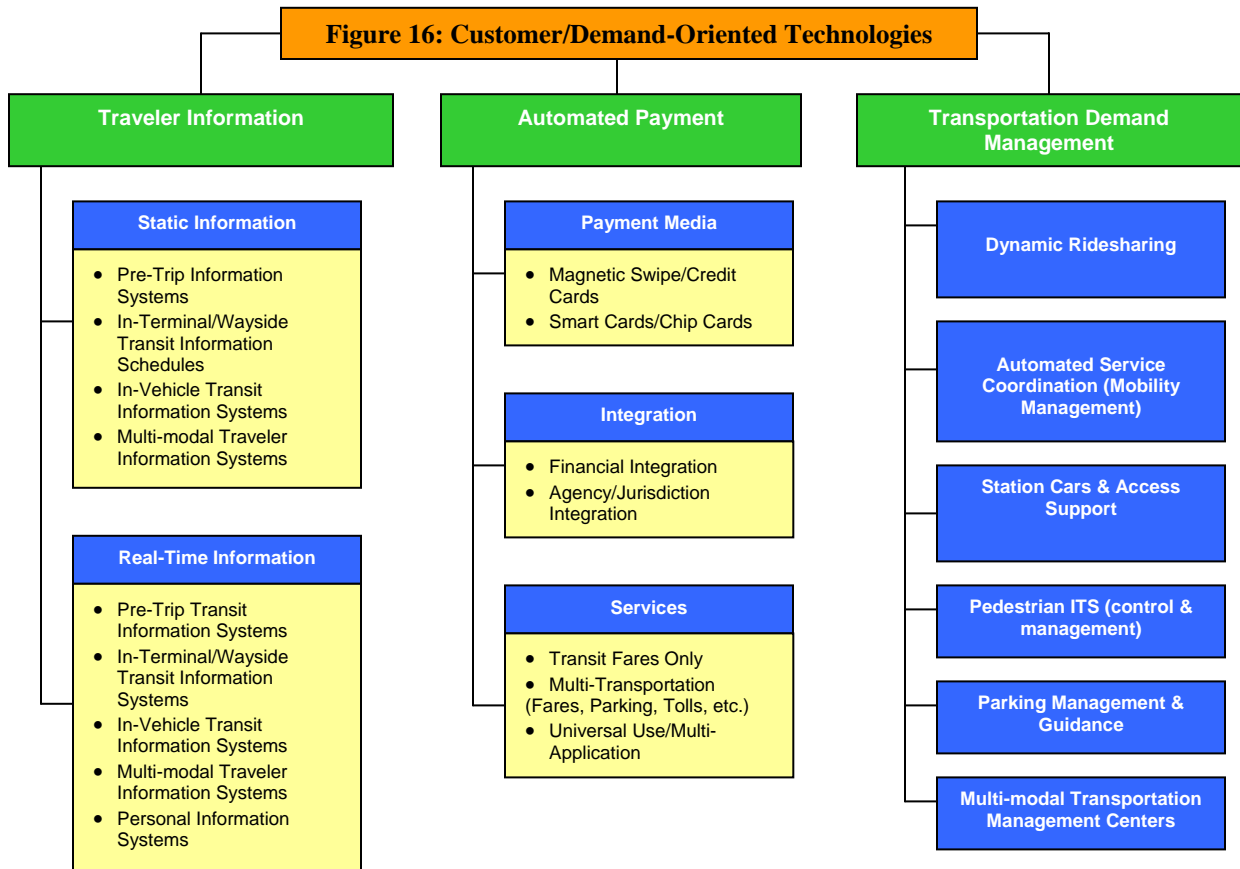 Figure 16: Customer/Demand-Oriented Technologies
Traveler Information
Static Information
● Pre-Trip Information
Systems
● In-Terminal/Wayside
Transit Information
Schedules
● In-Vehicle Transit
Information Systems
● Multi-modal Traveler
Information Systems
Real-Time Information
● Pre-Trip Transit
Information Systems
● In-Terminal/Wayside
Transit Information
Systems
● In-Vehicle Transit
Information Systems
● Multi-modal Traveler
Information Systems
● Personal Information
Systems
Automated Payment
Payment Media
● Magnetic Swipe/Credit
Cards
● Smart Cards/Chip Cards
Integration
● Financial Integration
● Agency/Jurisdiction
Integration
Services
● Transit Fares Only
● Multi-Transportation
(Fares, Parking, Tolls, etc.)
● Universal Use/Multi-
Application
Transportation Demand
Management
Dynamic Ridesharing
Automated Service
Coordination (Mobility
Management)
Station Cars & Access
Support
Pedestrian ITS (control &
management)
Parking Management &
Guidance
Multi-modal Transportation
Management Centers